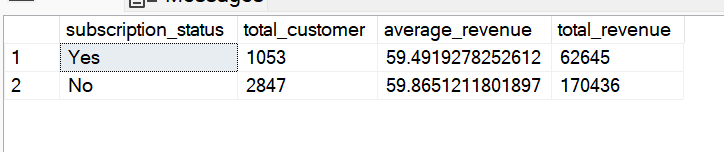 Messages
subscription_status total_customer average_revenue total_revenue
1 Yes 1053 59.4919278252612 62645
2 No 2847 59.8651211801897 170436